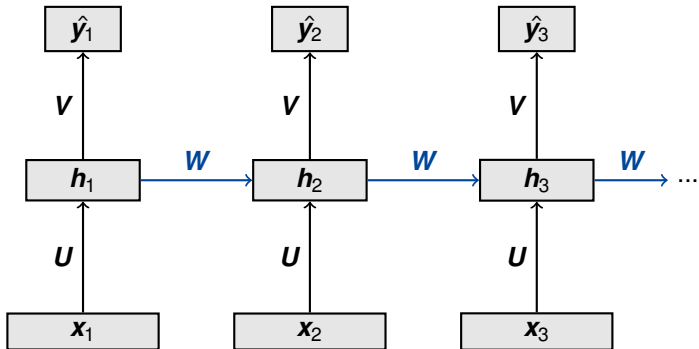 ŷ₁ ŷ₂ ŷ₃
V V V
W W W
h₁ h₂ h₃ ...
U U U
x₁ x₂ x₃